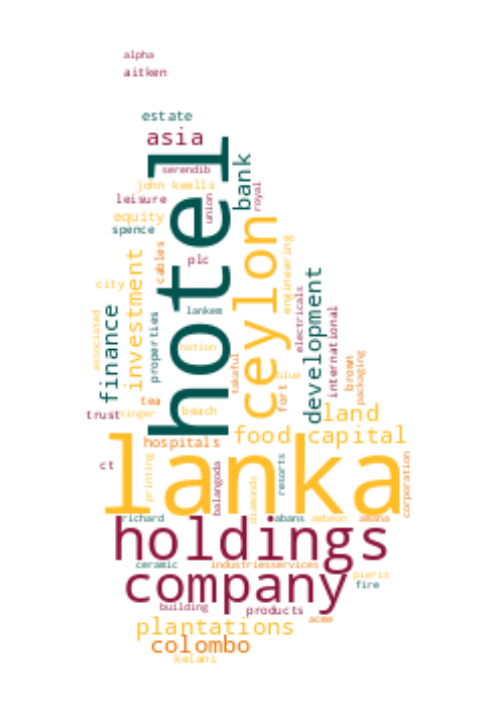 alpha
aitken
estate
asia
hotel
bank
serendib
john keells
royal
leisure
union
equity
spence
ceylon
plc
cables
engineering
investment
city
development
electricals
finance
properties
lankem
international
associated
nation
takaful
blue
brown
packaging
fort
tea
beach
trust
singer
land
food
capital
hospitals
lanka
ct
printing
balangoda
resorts
diamonds
corporation
richard
abans
ambeon
amana
holdings
ceramic
industries
services
company
pieris
fire
building
products
acme
plantations
colombo
kelani